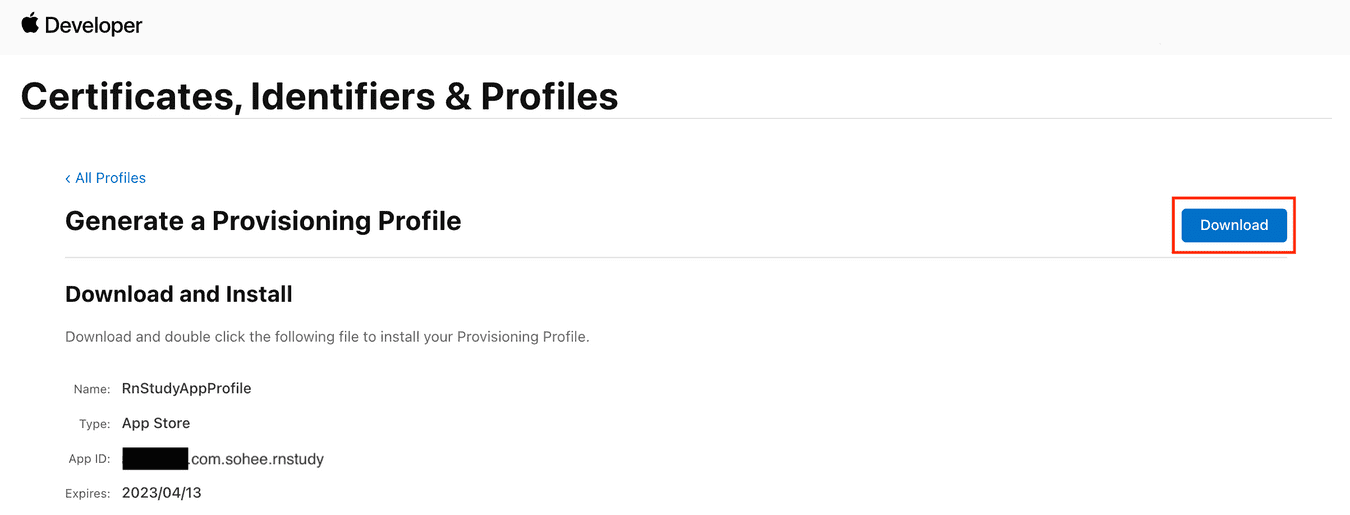 Developer
Certificates, Identifiers & Profiles
‹ All Profiles
Generate a Provisioning Profile
Download
Download and Install
Download and double click the following file to install your Provisioning Profile.
Name: RnStudyAppProfile
Type: App Store
App ID: .com.sohee.rnstudy
Expires: 2023/04/13